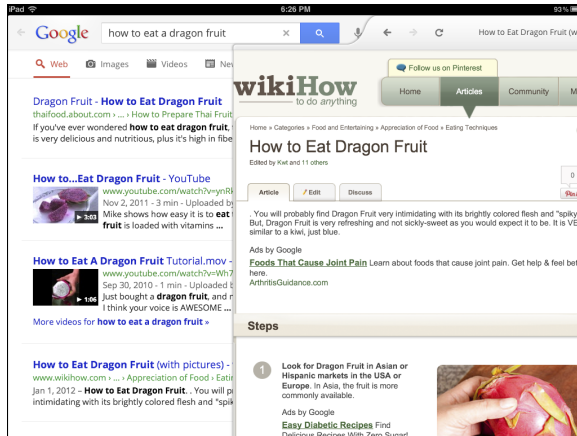 iPad
6:26 PM
93%
Google
how to eat a dragon fruit
How to Eat Dragon Fruit (w
Web
Images
Videos
Ne
Dragon Fruit - How to Eat Dragon Fruit
thaifood.about.com › ... › How to Prepare Thai Fruit
If you've ever wondered how to eat dragon fruit,
is very delicious and nutritious, plus it's high in fibe
How to...Eat Dragon Fruit - YouTube
www.youtube.com/watch?v=ynR
Nov 2, 2011 - 3 min - Uploaded by
Mike shows how easy it is to eat
fruit is loaded with vitamins ...
3:03
How to Eat A Dragon Fruit Tutorial.mov -
www.youtube.com/watch?v=Wh7
Sep 30, 2010 - 1 min - Uploaded b
Just bought a dragon fruit, and r
I think your voice is AWESOME ...
1:06
More videos for how to eat a dragon fruit »
How to Eat Dragon Fruit (with pictures) -
www.wikihow.com › ... › Appreciation of Food › Eatin
Jan 1, 2012 – How to Eat Dragon Fruit. . You will p
intimidating with its brightly colored flesh and "spik
Follow us on Pinterest
wikiHow
to do anything
Home
Articles
Community
M
Home » Categories » Food and Entertaining » Appreciation of Food » Eating Techniques
How to Eat Dragon Fruit
Edited by Kwt and 11 others
0
Article
Edit
Discuss
Pin
. You will probably find Dragon Fruit very intimidating with its brightly colored flesh and "spiky
But, Dragon Fruit is very refreshing and not sickly-sweet as you would expect it to be. It is VE
similar to a kiwi, just blue.
Ads by Google
Foods That Cause Joint Pain Learn about foods that cause joint pain. Get help & feel bet
here.
ArthritisGuidance.com
Steps
1
Look for Dragon Fruit in Asian or
Hispanic markets in the USA or
Europe. In Asia, the fruit is more
commonly available.
Ads by Google
Easy Diabetic Recipes Find
Delicious Recipes With Zero Sugar!